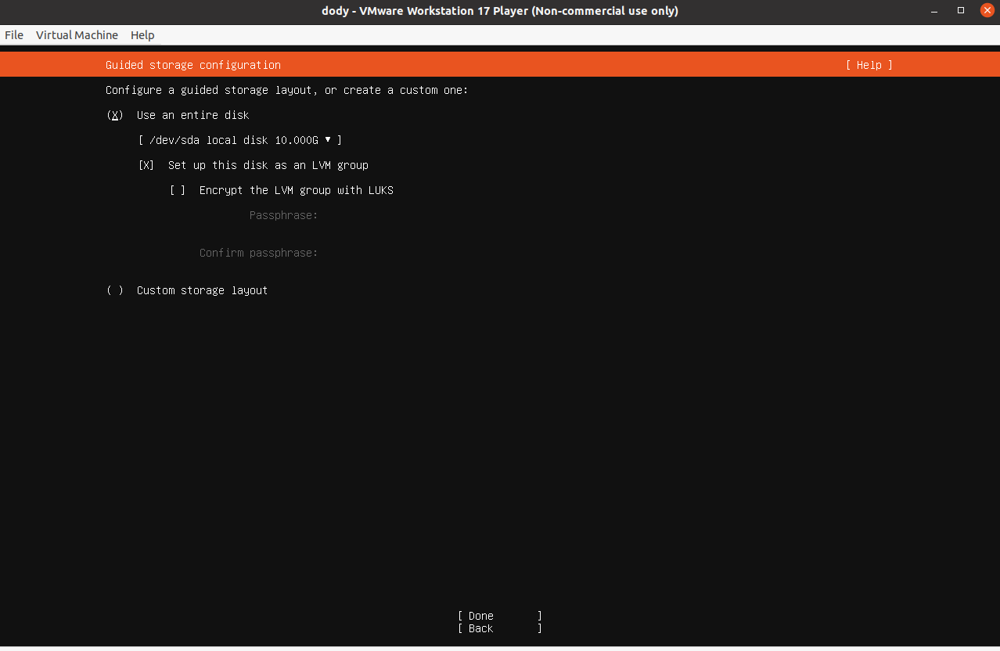 dody - VMware Workstation 17 Player (Non-commercial use only)
File Virtual Machine Help
Guided storage configuration [ Help ]
Configure a guided storage layout, or create a custom one:
(X) Use an entire disk
[ /dev/sda local disk 10.000G ▾ ]
[X] Set up this disk as an LVM group
[ ] Encrypt the LVM group with LUKS
Passphrase:
Confirm passphrase:
( ) Custom storage layout
[ Done ]
[ Back ]